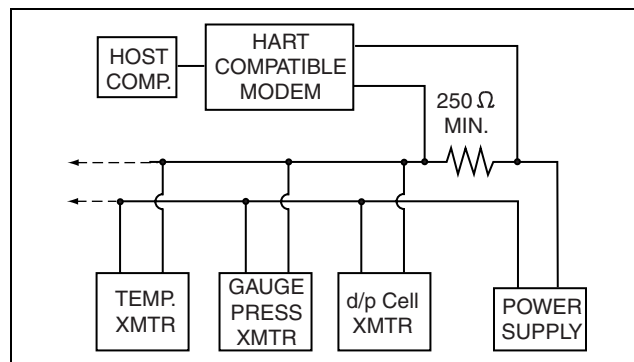 HOST
COMP.
HART
COMPATIBLE
MODEM
250 Ω
MIN.
TEMP.
XMTR
GAUGE
PRESS
XMTR
d/p Cell
XMTR
POWER
SUPPLY